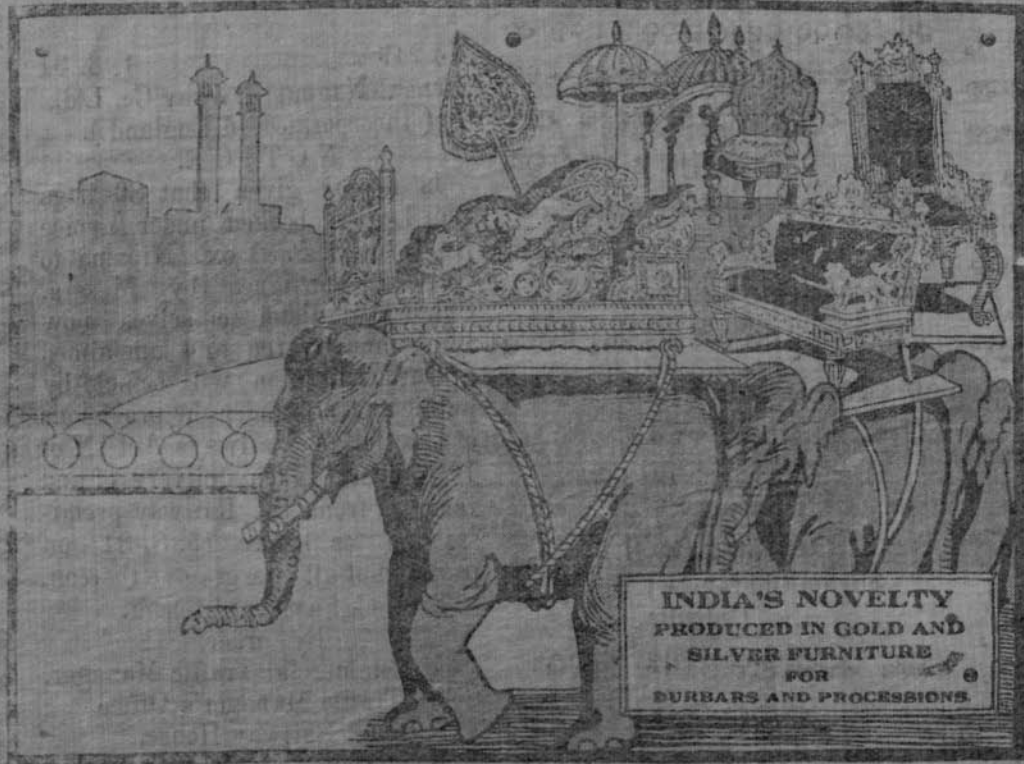 INDIA'S NOVELTY
PRODUCED IN GOLD AND
SILVER FURNITURE
FOR
DURBARS AND PROCESSIONS.